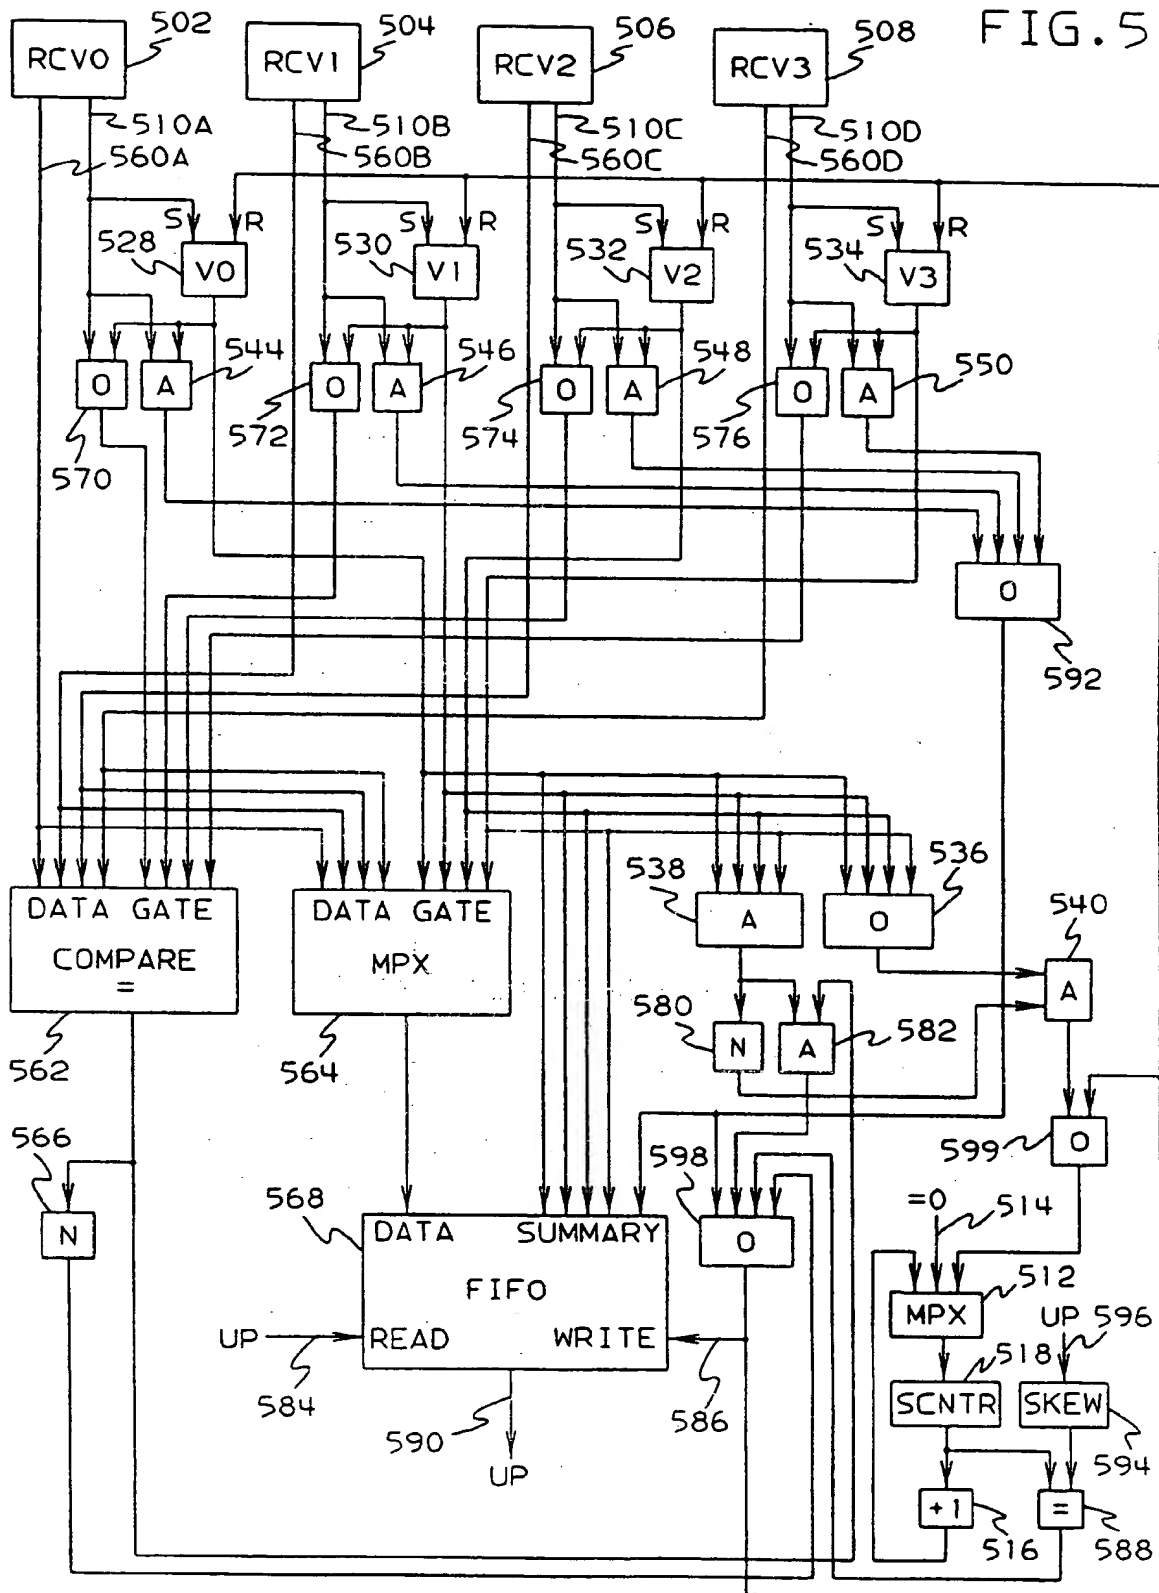 FIG. 5
502 504 506 508
RCV0 RCV1 RCV2 RCV3
510A 510B 510C 510D
560A 560B 560C 560D
S R S R S R S R
528 530 532 534
V0 V1 V2 V3
544 546 548 550
O A O A O A O A
570 572 574 576
O
592
538 536
DATA GATE DATA GATE
A O 540
COMPARE MPX
= A
580 582
562 564 N A
566 598 599 O
568 =0 514
N DATA SUMMARY O
512
FIFO MPX
UP 596
UP READ WRITE 518
584 586 SCNTR SKEW
590 594
UP
+1 =
516 588